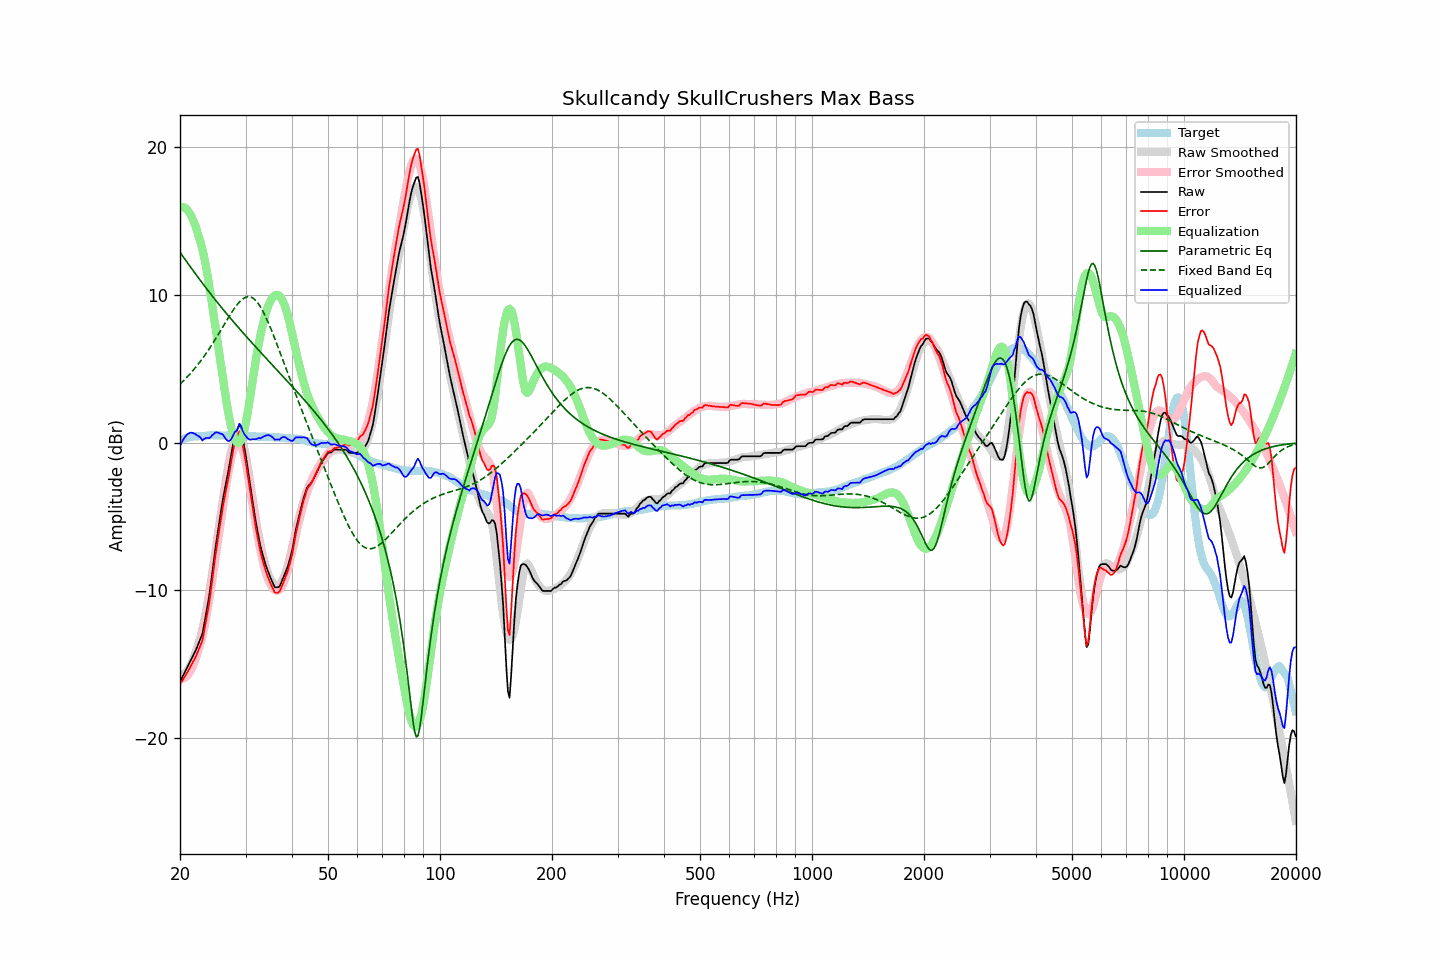 Skullcandy SkullCrushers Max Bass
Target
Raw Smoothed
Error Smoothed
Raw
Error
Equalization
Parametric Eq
Fixed Band Eq
Equalized
Amplitude (dBr)
20
10
0
−10
−20
20 50 100 200 500 1000 2000 5000 10000 20000
Frequency (Hz)